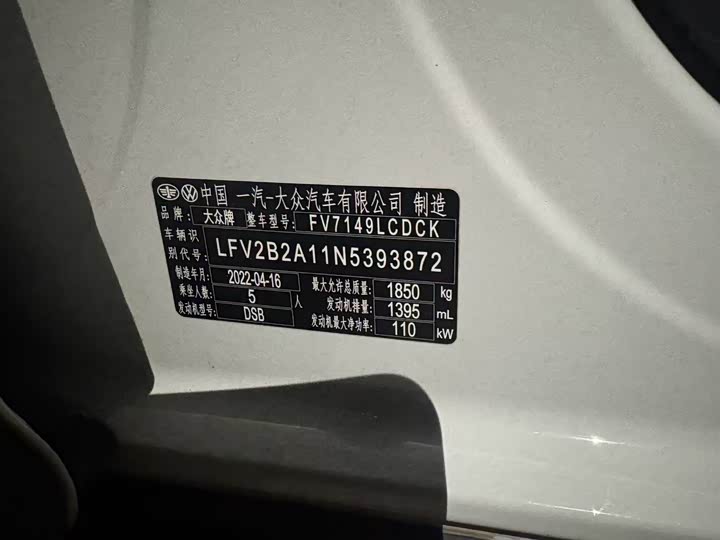 中国 一汽-大众汽车有限公司 制造
品牌: 大众牌 整车型号: FV7149LCDCK
车辆识别代号: LFV2B2A11N5393872
制造年月: 2022-04-16 最大允许总质量: 1850 kg
乘坐人数: 5 人 发动机排量: 1395 mL
发动机型号: DSB 发动机最大净功率: 110 kW